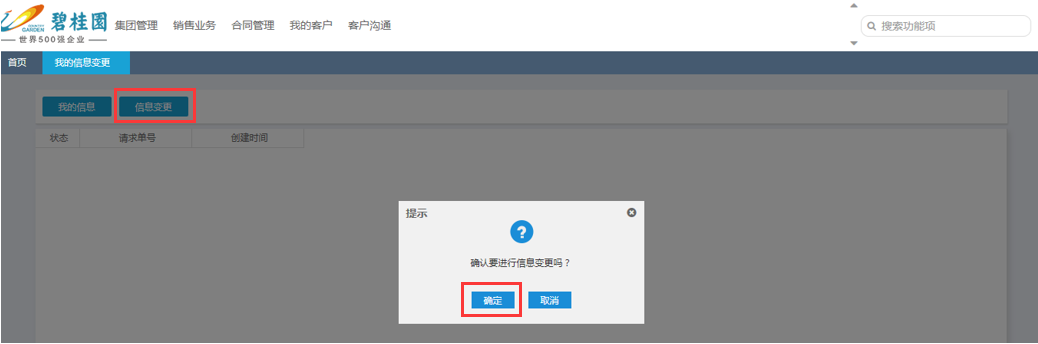 碧桂園 集团管理 销售业务 合同管理 我的客户 客户沟通 搜索功能项
COUNTRY GARDEN
世界500强企业
首页 我的信息变更
我的信息 信息变更
状态 请求单号 创建时间
提示
?
确认要进行信息变更吗？
确定 取消